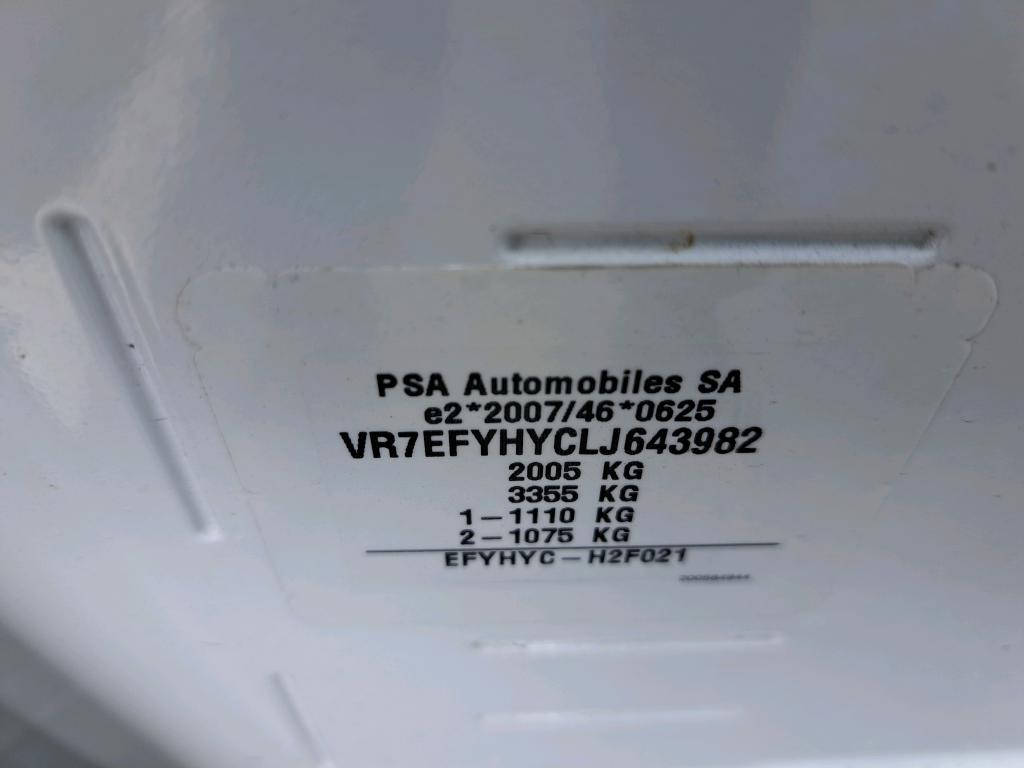 PSA Automobiles SA
e2*2007/46*0625
VR7EFYHYCLJ643982
2005 KG
3355 KG
1-1110 KG
2-1075 KG
EFYHYC-H2F021